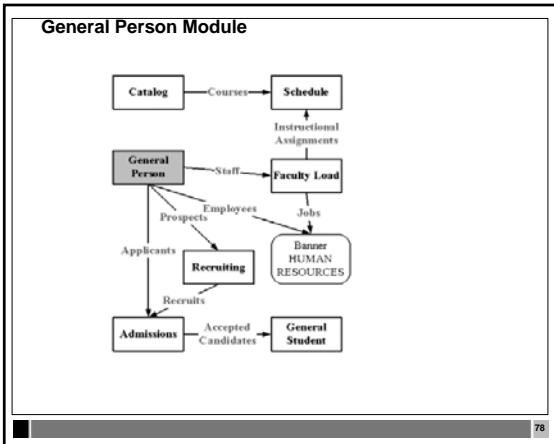 General Person Module
Catalog
Courses
Schedule
Instructional
Assignments
General
Person
Staff
Faculty Load
Employees
Prospects
Jobs
Applicants
Banner
HUMAN
RESOURCES
Recruiting
Recruits
Admissions
Accepted
Candidates
General
Student
78